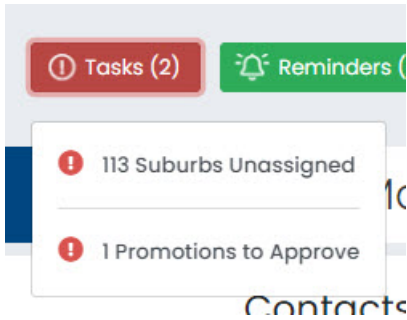 Tasks (2)
Reminders (
113 Suburbs Unassigned
1 Promotions to Approve
Contacts